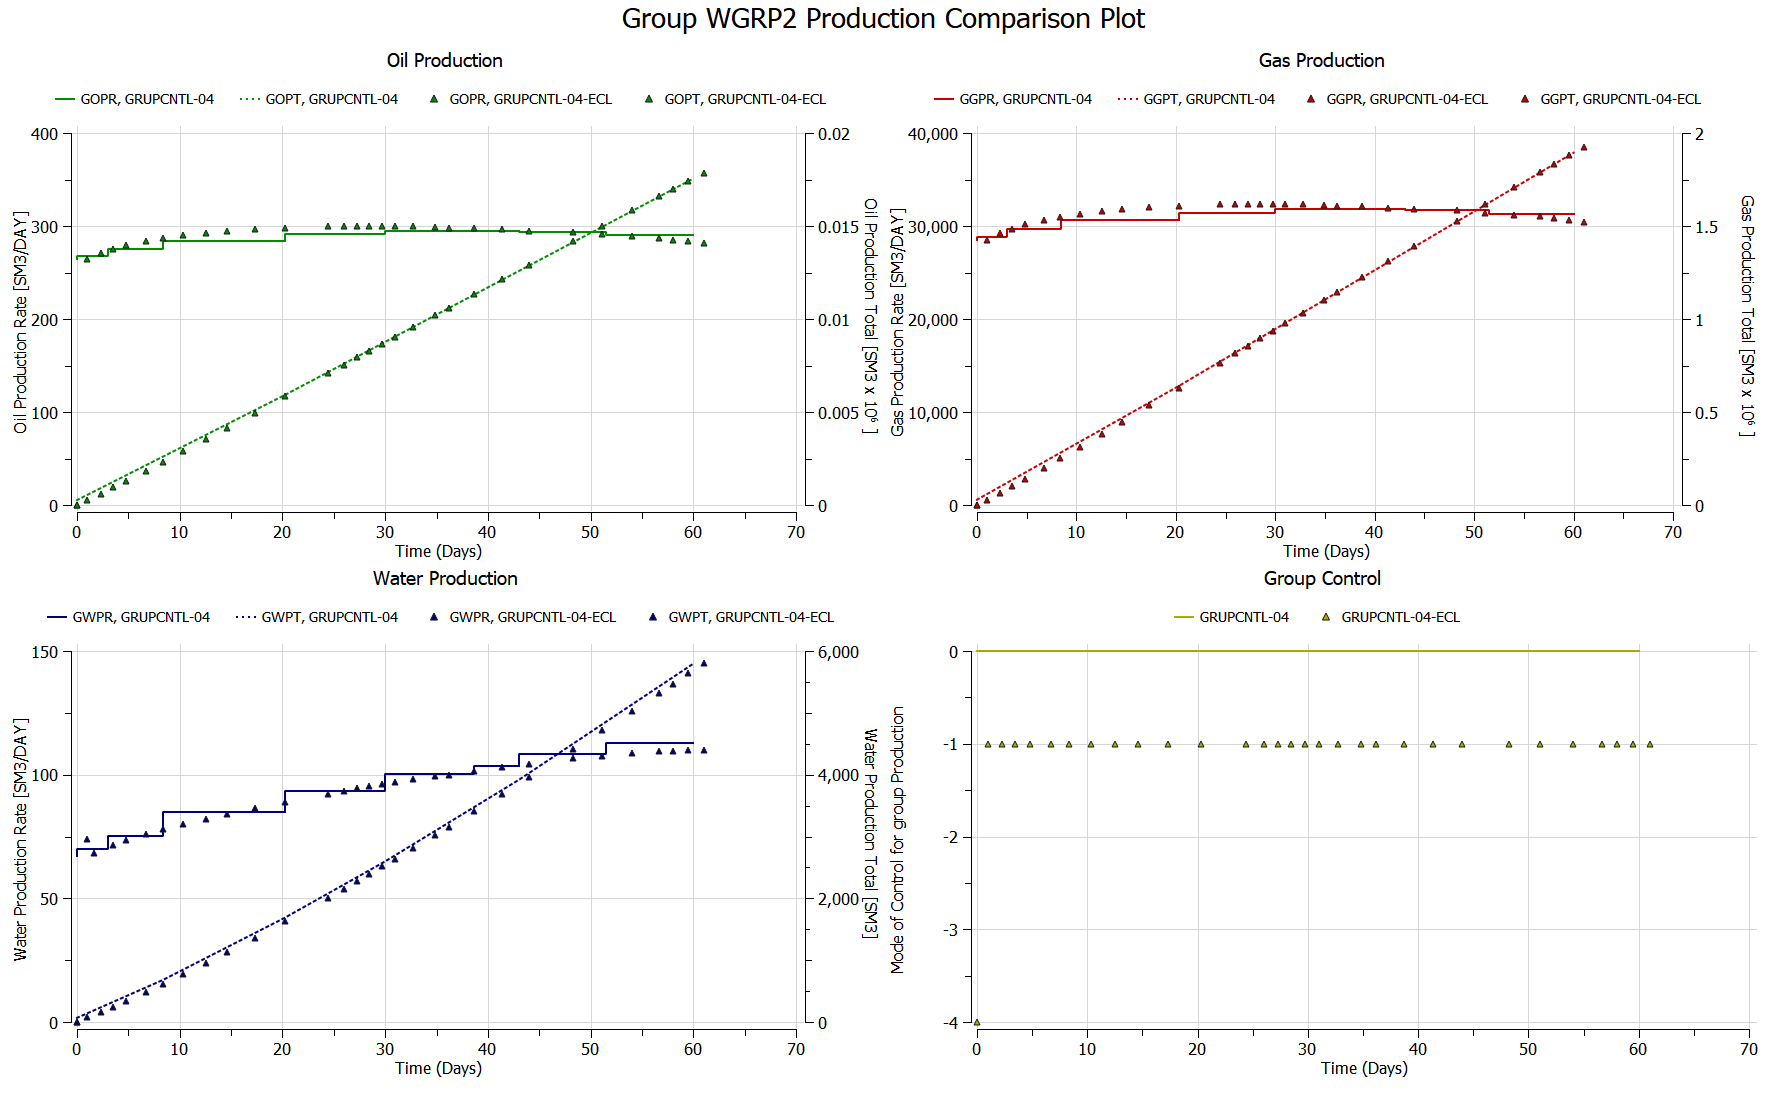 Group WGRP2 Production Comparison Plot
Oil Production
GOPR, GRUPCNTL-04 GOPT, GRUPCNTL-04 GOPR, GRUPCNTL-04-ECL GOPT, GRUPCNTL-04-ECL
400
300
200
100
0
Oil Production Rate [SM3/DAY]
0.02
0.015
0.01
0.005
0
Oil Production Total [SM3 x 10⁶ ]
0 10 20 30 40 50 60 70
Time (Days)
Gas Production
GGPR, GRUPCNTL-04 GGPT, GRUPCNTL-04 GGPR, GRUPCNTL-04-ECL GGPT, GRUPCNTL-04-ECL
40,000
30,000
20,000
10,000
0
Gas Production Rate [SM3/DAY]
2
1.5
1
0.5
0
Gas Production Total [SM3 x 10⁶ ]
0 10 20 30 40 50 60 70
Time (Days)
Water Production
GWPR, GRUPCNTL-04 GWPT, GRUPCNTL-04 GWPR, GRUPCNTL-04-ECL GWPT, GRUPCNTL-04-ECL
150
100
50
0
Water Production Rate [SM3/DAY]
6,000
4,000
2,000
0
Water Production Total [SM3]
0 10 20 30 40 50 60 70
Time (Days)
Group Control
GRUPCNTL-04 GRUPCNTL-04-ECL
0
-1
-2
-3
-4
Mode of Control for group Production
0 10 20 30 40 50 60 70
Time (Days)